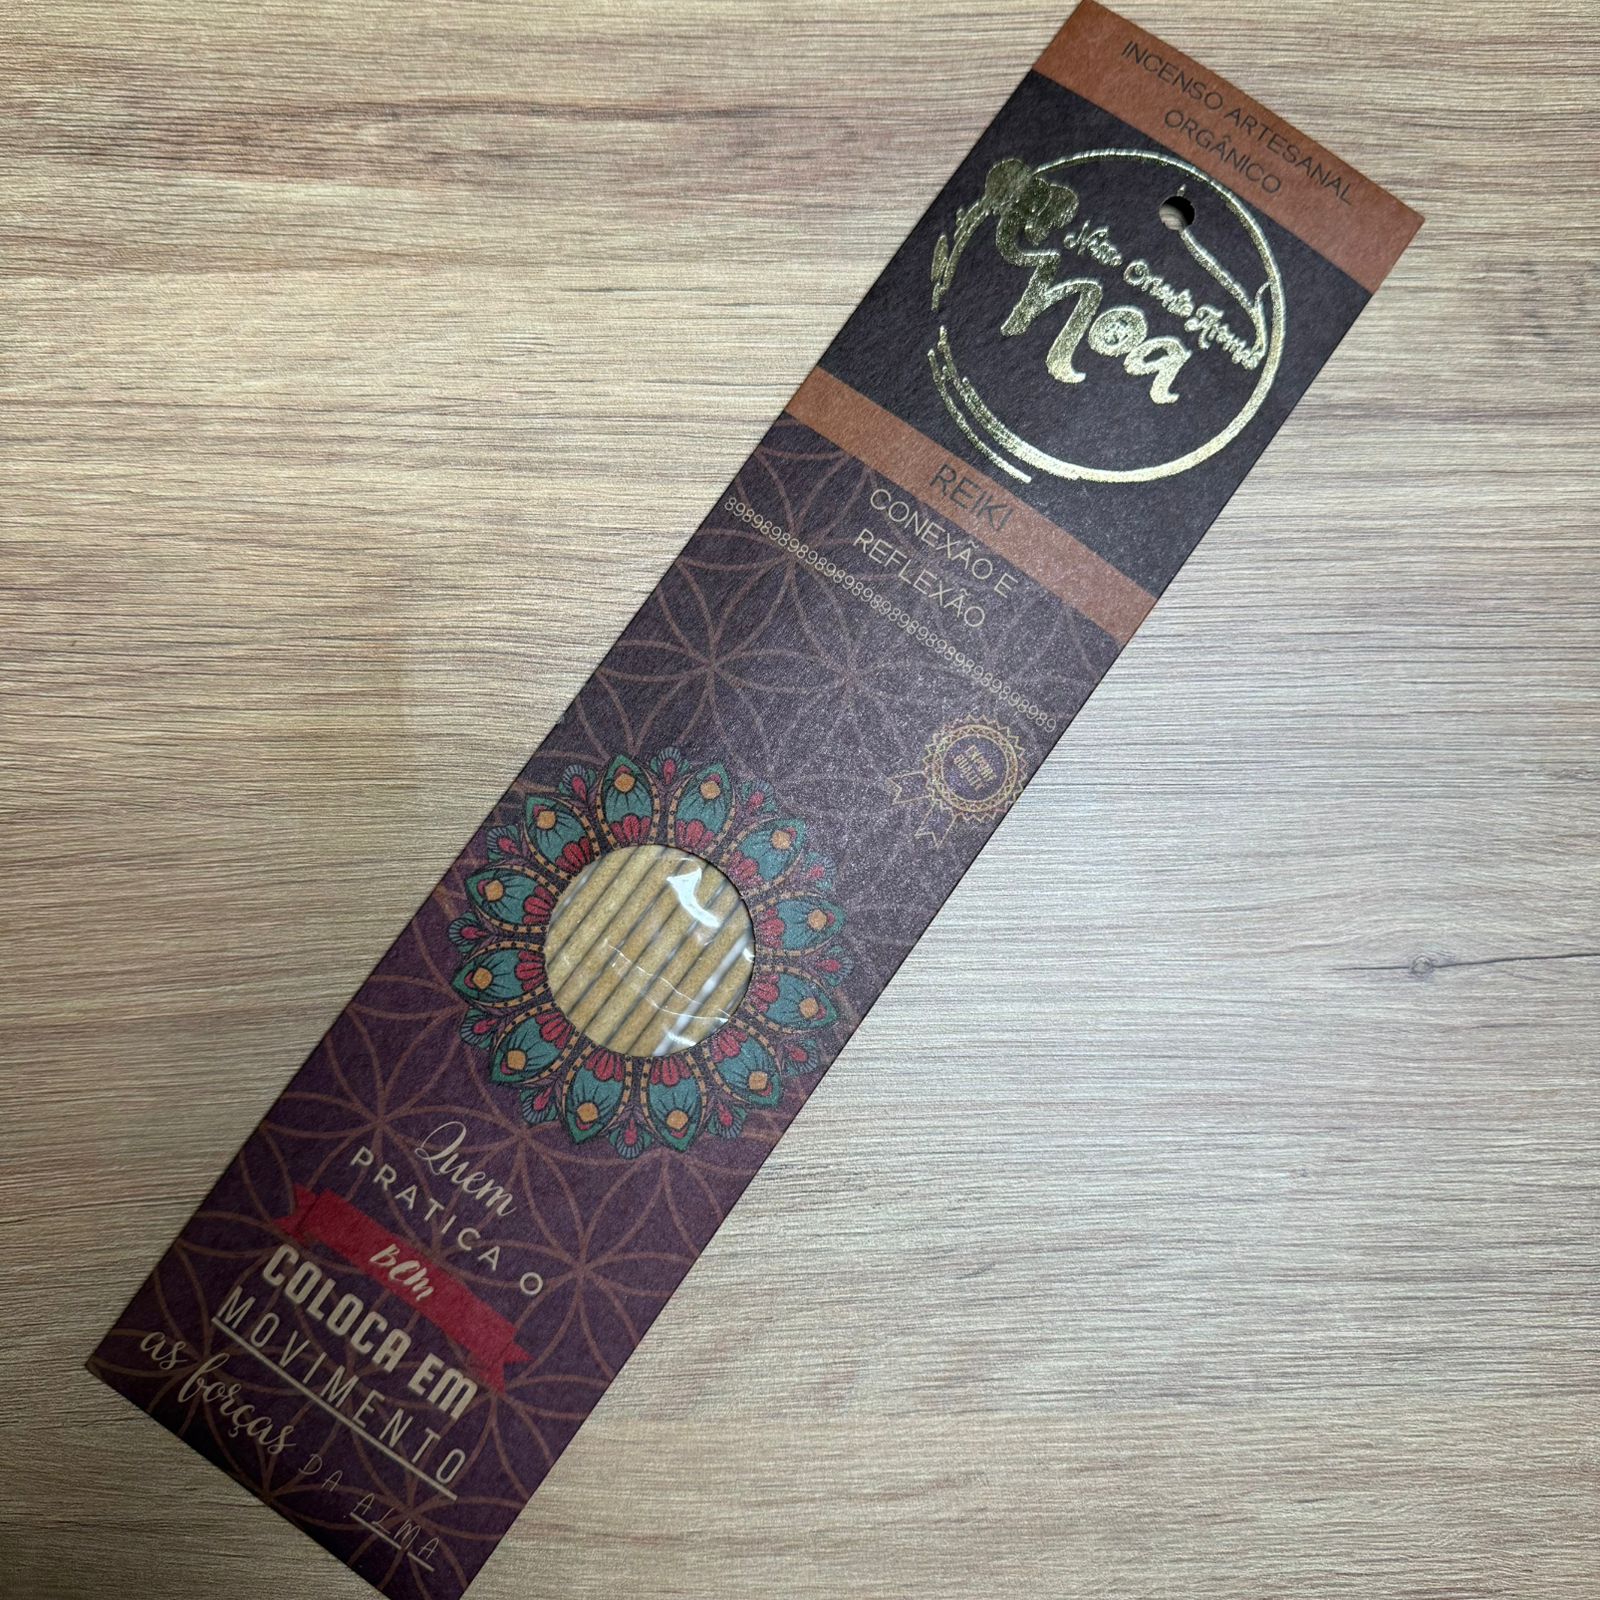 INCENSO ARTESANAL
ORGÂNICO
noa
REIKI
CONEXÃO E
REFLEXÃO
Quem
PRATICA O
Bem
COLOCA EM
MOVIMENTO
as forças DA ALMA